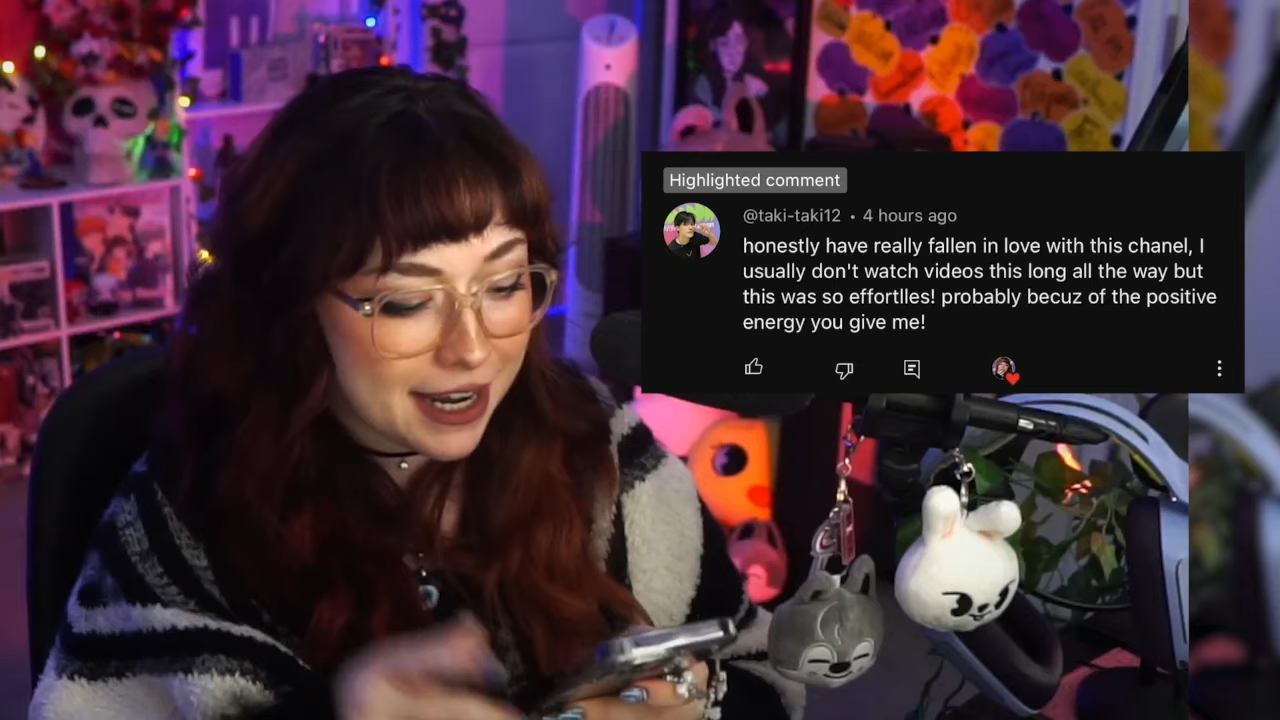 Highlighted comment
@taki-taki12 • 4 hours ago
honestly have really fallen in love with this chanel, I
usually don't watch videos this long all the way but
this was so effortlles! probably becuz of the positive
energy you give me!